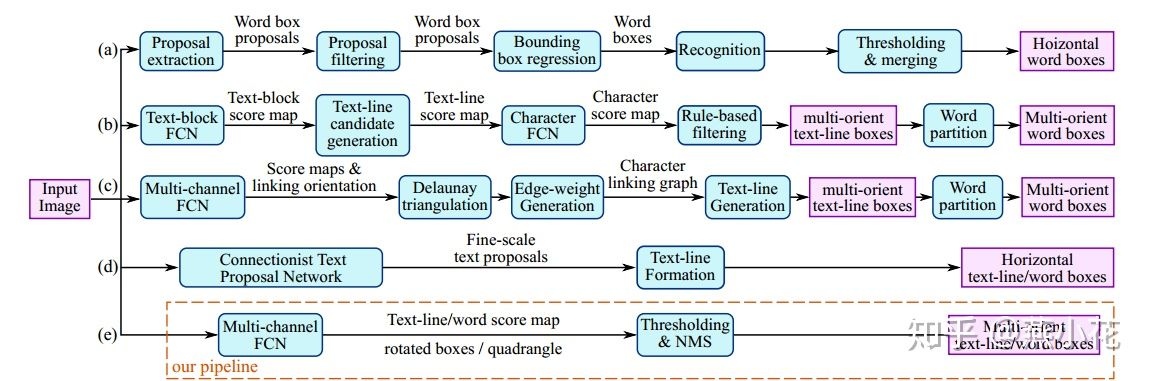 Word box
proposals
Word box
proposals
Word
boxes
(a)
Proposal
extraction
Proposal
filtering
Bounding
box regression
Recognition
Thresholding
& merging
Hoizontal
word boxes
Text-block
score map
Text-line
score map
Character
score map
(b)
Text-block
FCN
Text-line
candidate
generation
Character
FCN
Rule-based
filtering
multi-orient
text-line boxes
Word
partition
Multi-orient
word boxes
Input
Image
Score maps &
linking orientation
Character
linking graph
(c)
Multi-channel
FCN
Delaunay
triangulation
Edge-weight
Generation
Text-line
Generation
multi-orient
text-line boxes
Word
partition
Multi-orient
word boxes
Fine-scale
text proposals
(d)
Connectionist Text
Proposal Network
Text-line
Formation
Horizontal
text-line/word boxes
(e)
Multi-channel
FCN
Text-line/word score map
rotated boxes / quadrangle
Thresholding
& NMS
Multi-orient
text-line/word boxes
our pipeline
知乎 @燕小花